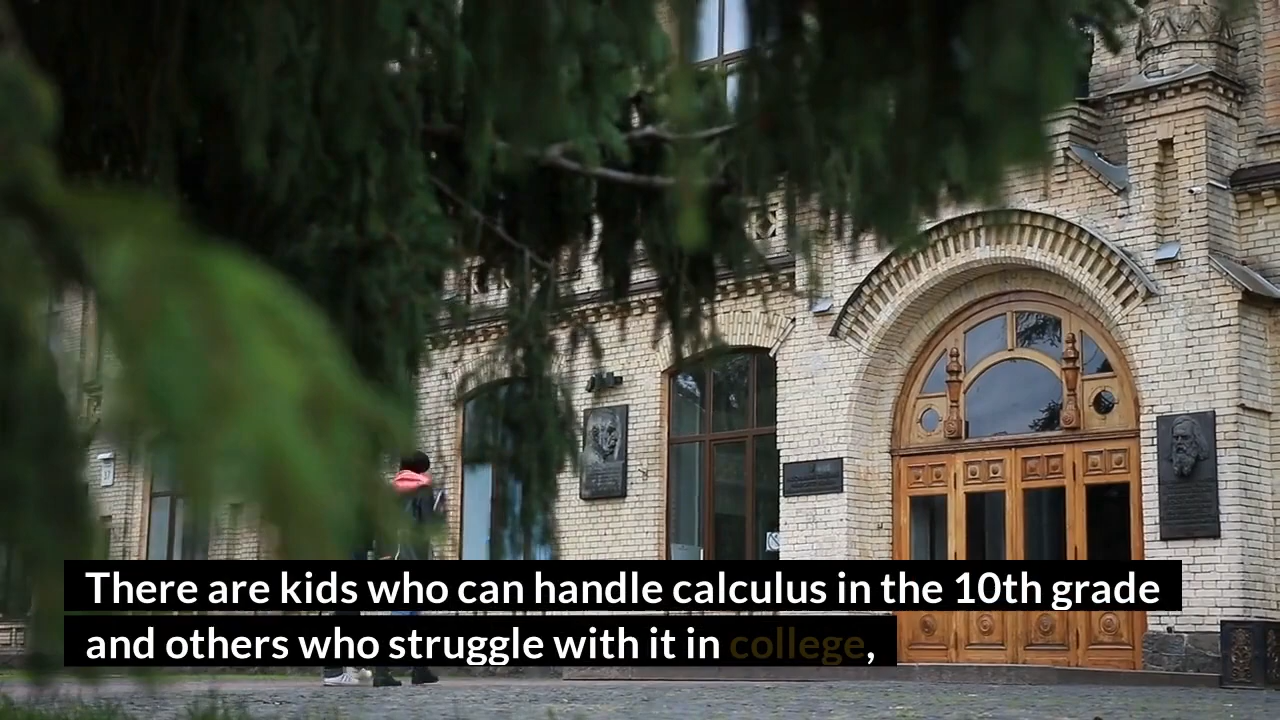 There are kids who can handle calculus in the 10th grade
and others who struggle with it in college,